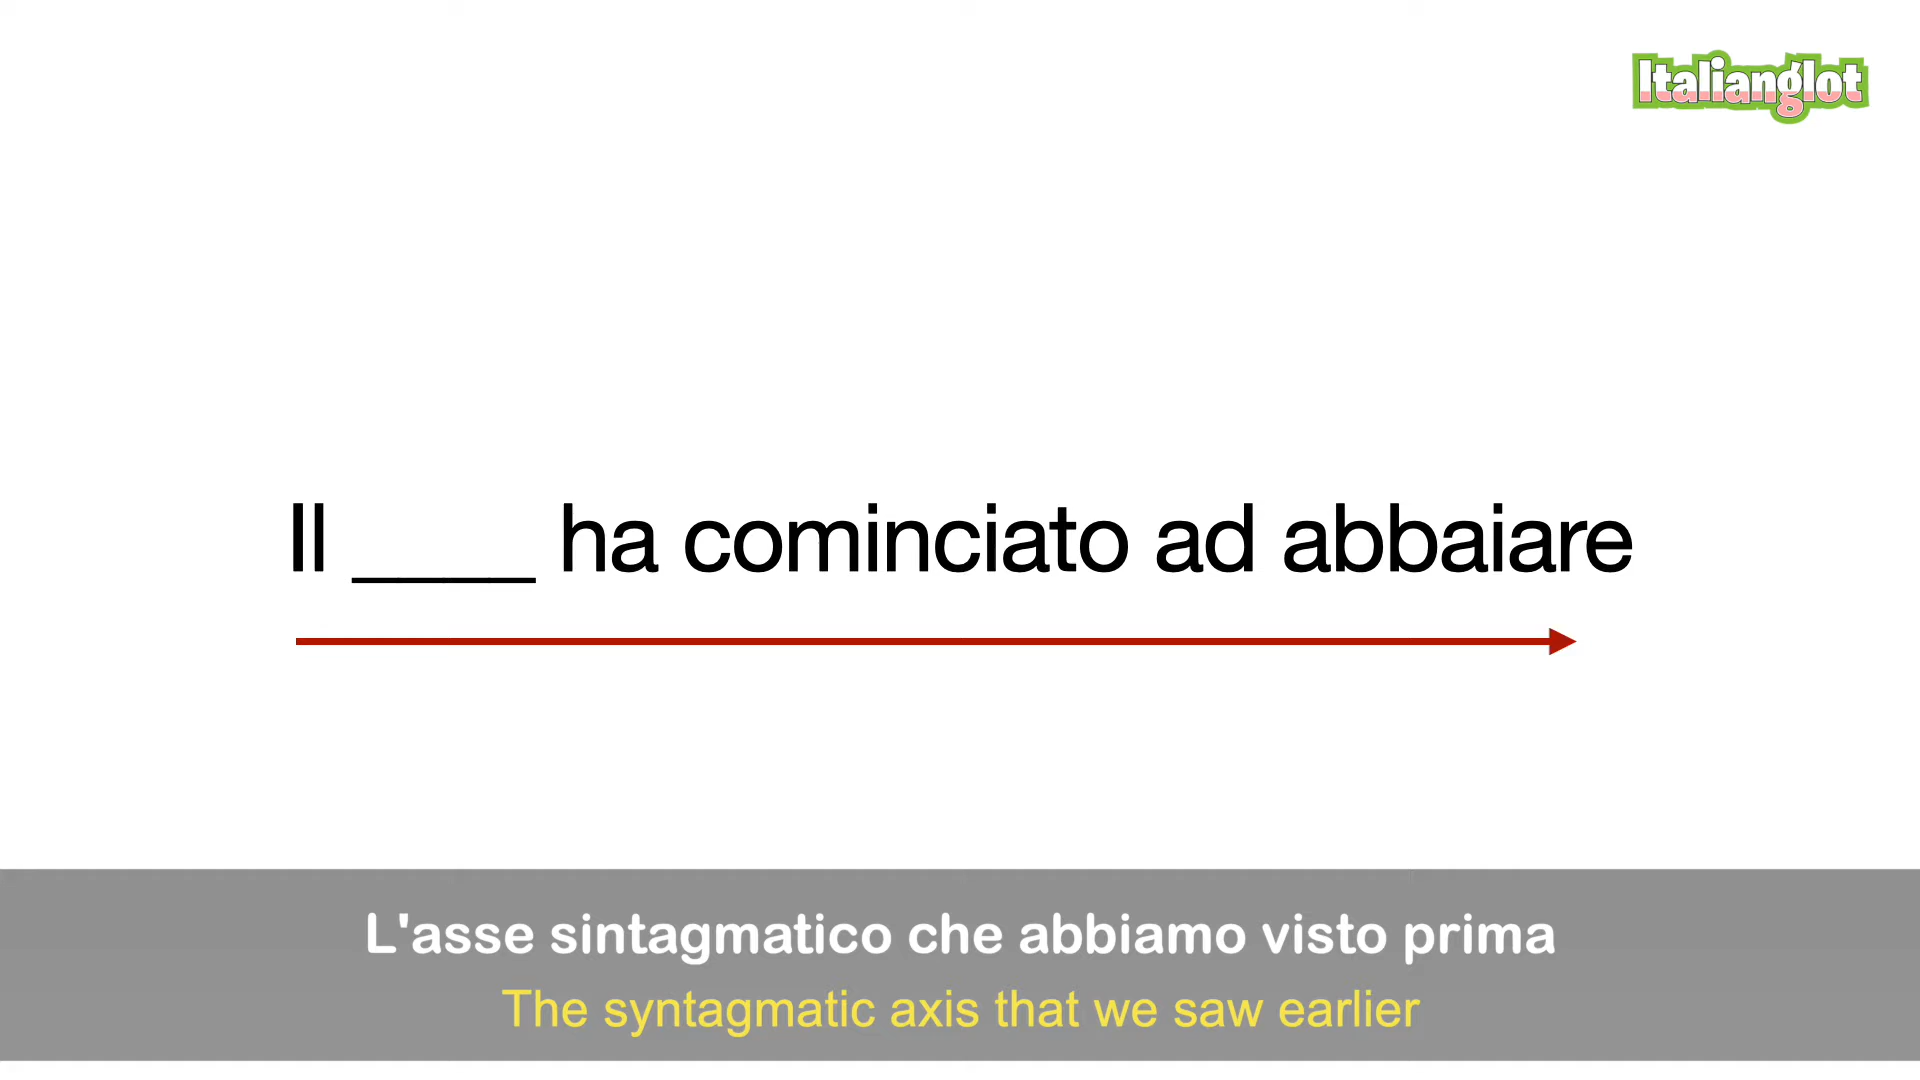 Italianglot
Il ____ ha cominciato ad abbaiare
L'asse sintagmatico che abbiamo visto prima
The syntagmatic axis that we saw earlier